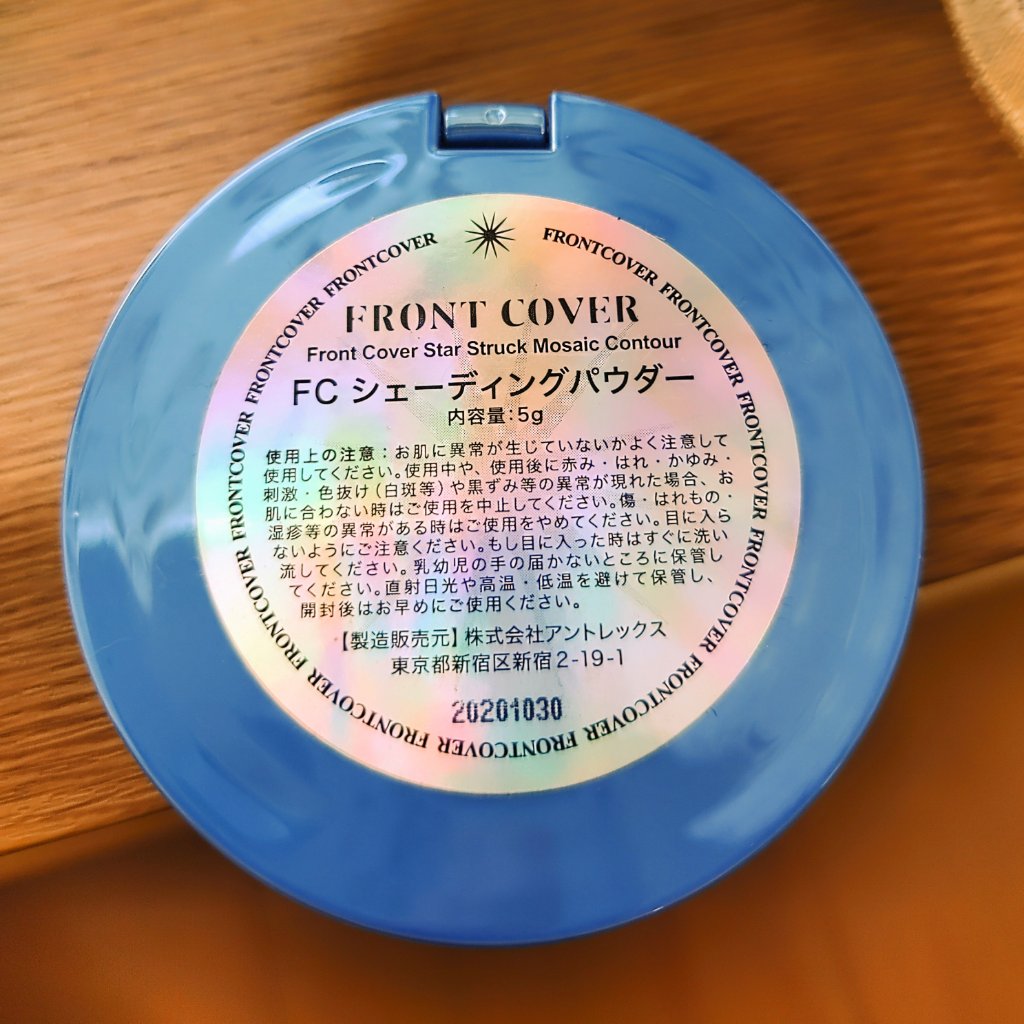 FRONTCOVER FRONTCOVER FRONTCOVER FRONTCOVER FRONTCOVER FRONTCOVER FRONTCOVER FRONTCOVER FRONTCOVER FRONTCOVER FRONTCOVER FRONTCOVER
FRONT COVER
Front Cover Star Struck Mosaic Contour
FC シェーディングパウダー
内容量:5g
使用上の注意:お肌に異常が生じていないかよく注意して
使用してください。使用中や、使用後に赤み・はれ・かゆみ・
刺激・色抜け(白斑等)や黒ずみ等の異常が現れた場合、お
肌に合わない時はご使用を中止してください。傷・はれもの・
湿疹等の異常がある時はご使用をやめてください。目に入ら
ないようにご注意ください。もし目に入った時はすぐに洗い
流してください。乳幼児の手の届かないところに保管し
てください。直射日光や高温・低温を避けて保管し、
開封後はお早めにご使用ください。
【製造販売元】株式会社アントレックス
東京都新宿区新宿2-19-1
20201030